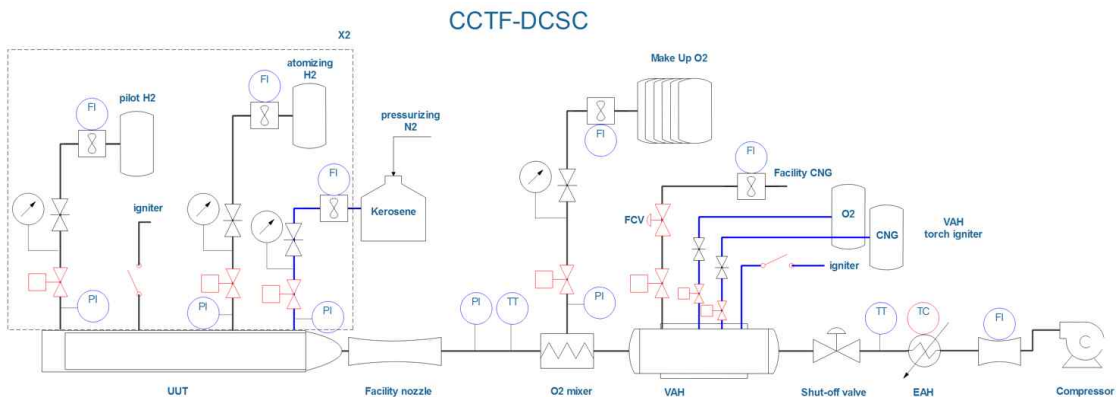 CCTF-DCSC
X2
atomizing
H2
FI
pilot H2
FI
Make Up O2
FI
pressurizing
N2
FI
Kerosene
FI
Facility CNG
FCV
O2
CNG
VAH
torch igniter
igniter
igniter
PI
PI
PI
PI
TT
PI
TT
TC
FI
C
UUT
Facility nozzle
O2 mixer
VAH
Shut-off valve
EAH
Compressor